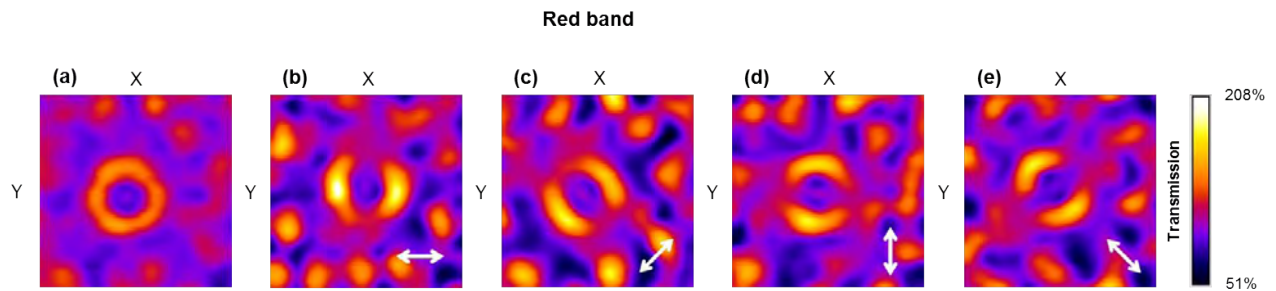 Red band
(a) X
(b) X
(c) X
(d) X
(e) X
208%
Y
Y
Y
Y
Y
Transmission
51%